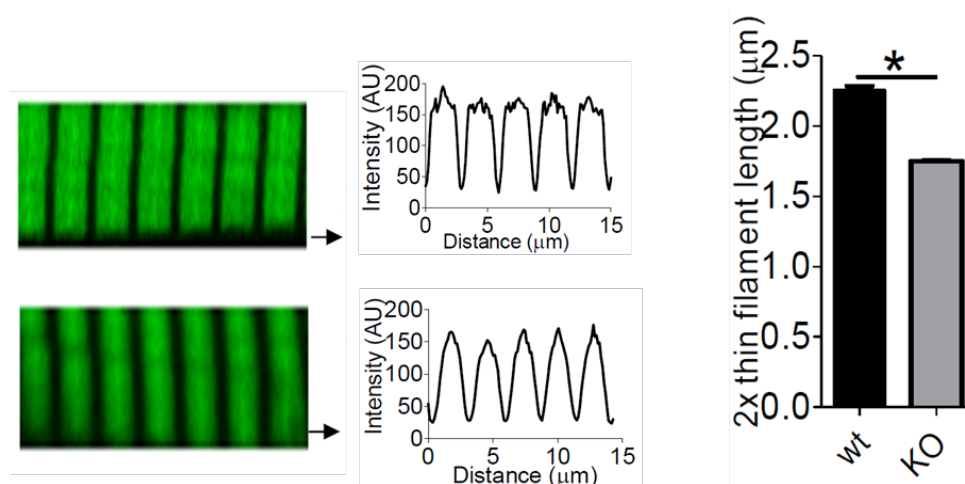 Intensity (AU)
200
150
100
50
0
0 5 10 15
Distance (μm)
Intensity (AU)
200
150
100
50
0
0 5 10 15
Distance (μm)
2x thin filament length (μm)
2.5
2.0
1.5
1.0
0.5
0.0
*
wt
KO